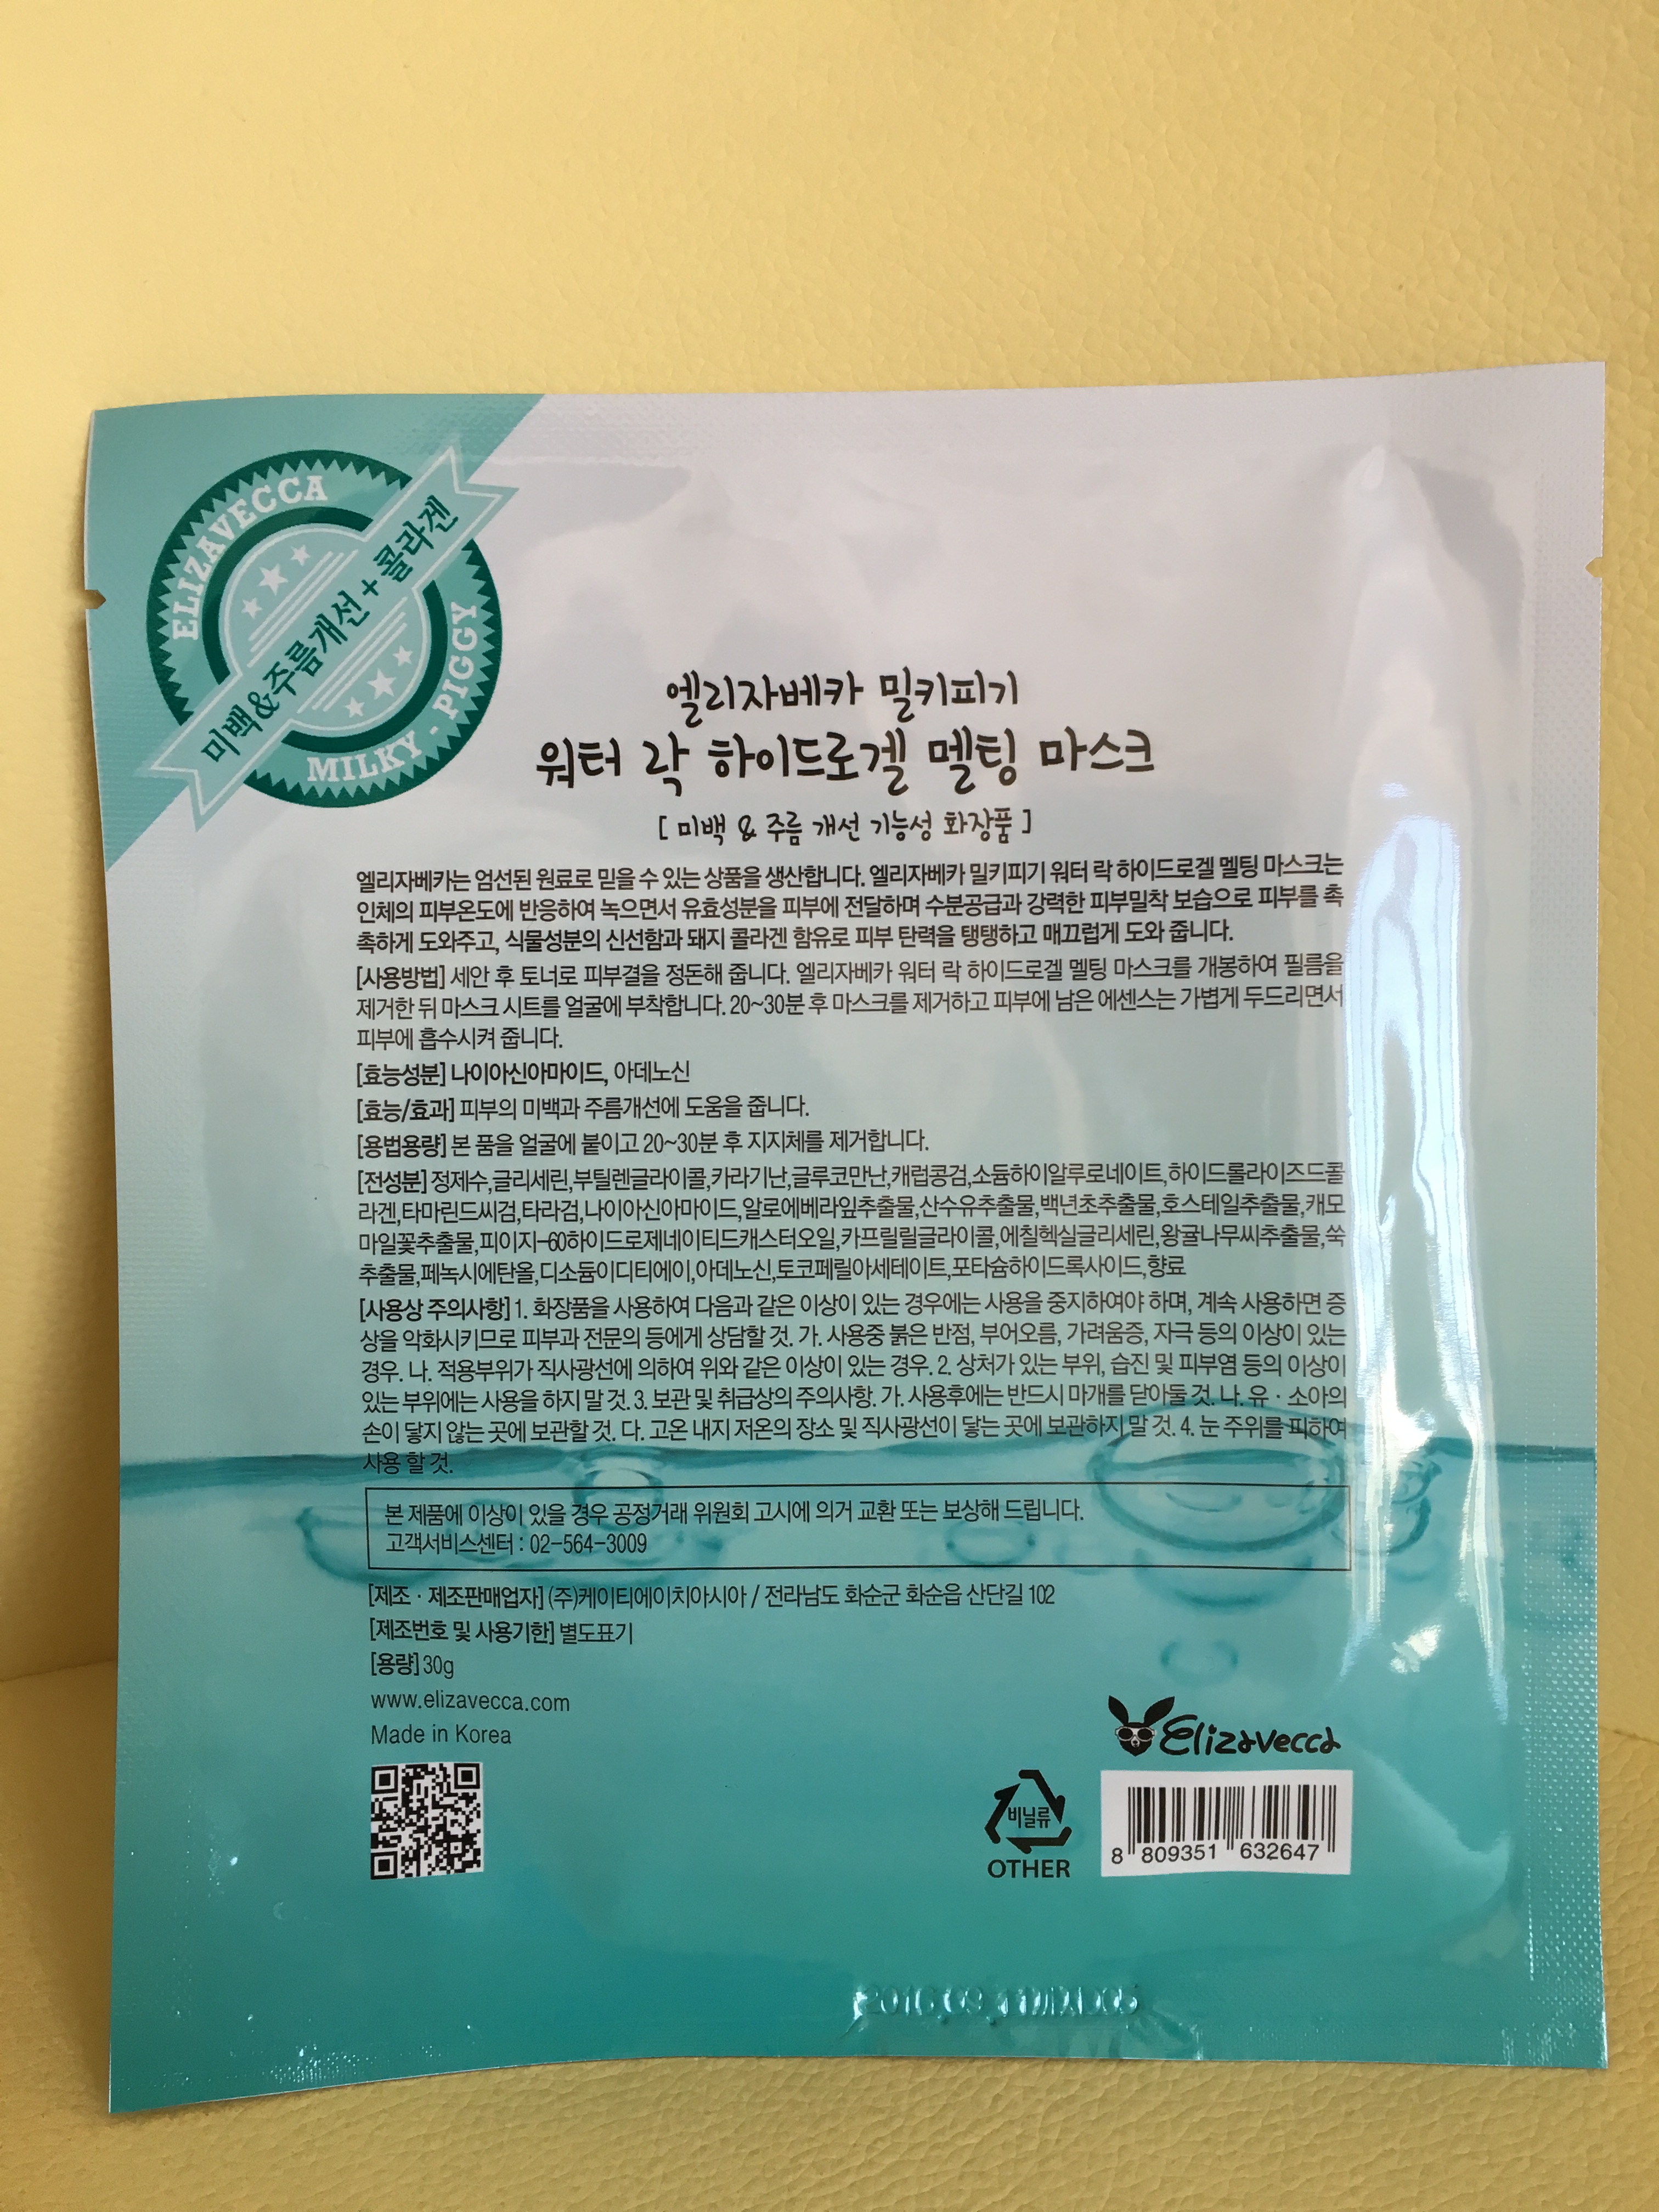 ELIZAVECCA
미백&주름개선+콜라겐
MILKY-PIGGY
엘리자베카 밀키피기
워터 락 하이드로겔 멜팅 마스크
[ 미백 & 주름 개선 기능성 화장품 ]
엘리자베카는 엄선된 원료로 믿을 수 있는 상품을 생산합니다. 엘리자베카 밀키피기 워터 락 하이드로겔 멜팅 마스크는
인체의 피부온도에 반응하여 녹으면서 유효성분을 피부에 전달하며 수분공급과 강력한 피부밀착 보습으로 피부를 촉
촉하게 도와주고, 식물성분의 신선함과 돼지 콜라겐 함유로 피부 탄력을 탱탱하고 매끄럽게 도와 줍니다.
[사용방법] 세안 후 토너로 피부결을 정돈해 줍니다. 엘리자베카 워터 락 하이드로겔 멜팅 마스크를 개봉하여 필름을
제거한 뒤 마스크 시트를 얼굴에 부착합니다. 20~30분 후 마스크를 제거하고 피부에 남은 에센스는 가볍게 두드리면서
피부에 흡수시켜 줍니다.
[효능성분] 나이아신아마이드, 아데노신
[효능/효과] 피부의 미백과 주름개선에 도움을 줍니다.
[용법용량] 본 품을 얼굴에 붙이고 20~30분 후 지지체를 제거합니다.
[전성분] 정제수,글리세린,부틸렌글라이콜,카라기난,글루코만난,캐럽콩검,소듐하이알루로네이트,하이드롤라이즈드콜
라겐,타마린드씨검,타라검,나이아신아마이드,알로에베라잎추출물,산수유추출물,백년초추출물,호스테일추출물,캐모
마일꽃추출물,피이지-60하이드로제네이티드캐스터오일,카프릴릴글라이콜,에칠헥실글리세린,왕귤나무씨추출물,쑥
추출물,페녹시에탄올,디소듐이디티에이,아데노신,토코페릴아세테이트,포타슘하이드록사이드,향료
[사용상 주의사항] 1. 화장품을 사용하여 다음과 같은 이상이 있는 경우에는 사용을 중지하여야 하며, 계속 사용하면 증
상을 악화시키므로 피부과 전문의 등에게 상담할 것. 가. 사용중 붉은 반점, 부어오름, 가려움증, 자극 등의 이상이 있는
경우. 나. 적용부위가 직사광선에 의하여 위와 같은 이상이 있는 경우. 2. 상처가 있는 부위, 습진 및 피부염 등의 이상이
있는 부위에는 사용을 하지 말 것. 3. 보관 및 취급상의 주의사항. 가. 사용후에는 반드시 마개를 닫아둘 것. 나. 유 · 소아의
손이 닿지 않는 곳에 보관할 것. 다. 고온 내지 저온의 장소 및 직사광선이 닿는 곳에 보관하지 말 것. 4. 눈 주위를 피하여
사용 할 것.
본 제품에 이상이 있을 경우 공정거래 위원회 고시에 의거 교환 또는 보상해 드립니다.
고객서비스센터 : 02-564-3009
[제조 · 제조판매업자] (주)케이티에이치아시아 / 전라남도 화순군 화순읍 산단길 102
[제조번호 및 사용기한] 별도표기
[용량] 30g
www.elizavecca.com
Made in Korea
Elizavecca
비닐류
OTHER
8 809351 632647